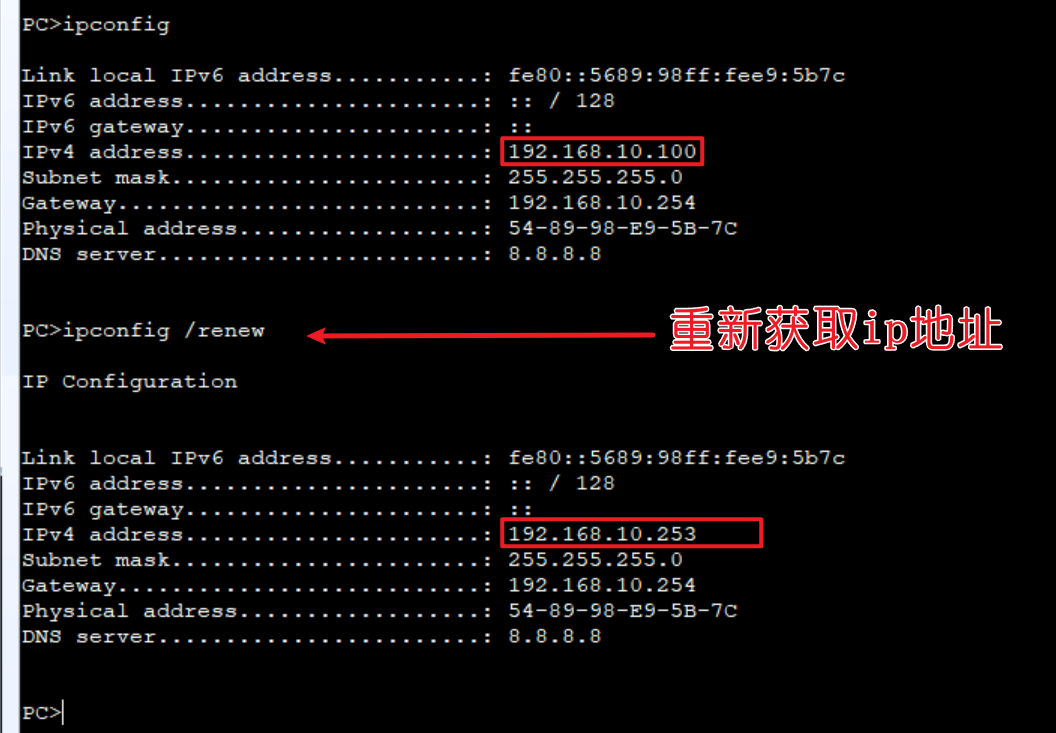 PC>ipconfig
Link local IPv6 address...........: fe80::5689:98ff:fee9:5b7c
IPv6 address......................: :: / 128
IPv6 gateway......................: ::
IPv4 address......................: 192.168.10.100
Subnet mask.......................: 255.255.255.0
Gateway...........................: 192.168.10.254
Physical address..................: 54-89-98-E9-5B-7C
DNS server........................: 8.8.8.8
PC>ipconfig /renew
重新获取ip地址
IP Configuration
Link local IPv6 address...........: fe80::5689:98ff:fee9:5b7c
IPv6 address......................: :: / 128
IPv6 gateway......................: ::
IPv4 address......................: 192.168.10.253
Subnet mask.......................: 255.255.255.0
Gateway...........................: 192.168.10.254
Physical address..................: 54-89-98-E9-5B-7C
DNS server........................: 8.8.8.8
PC>